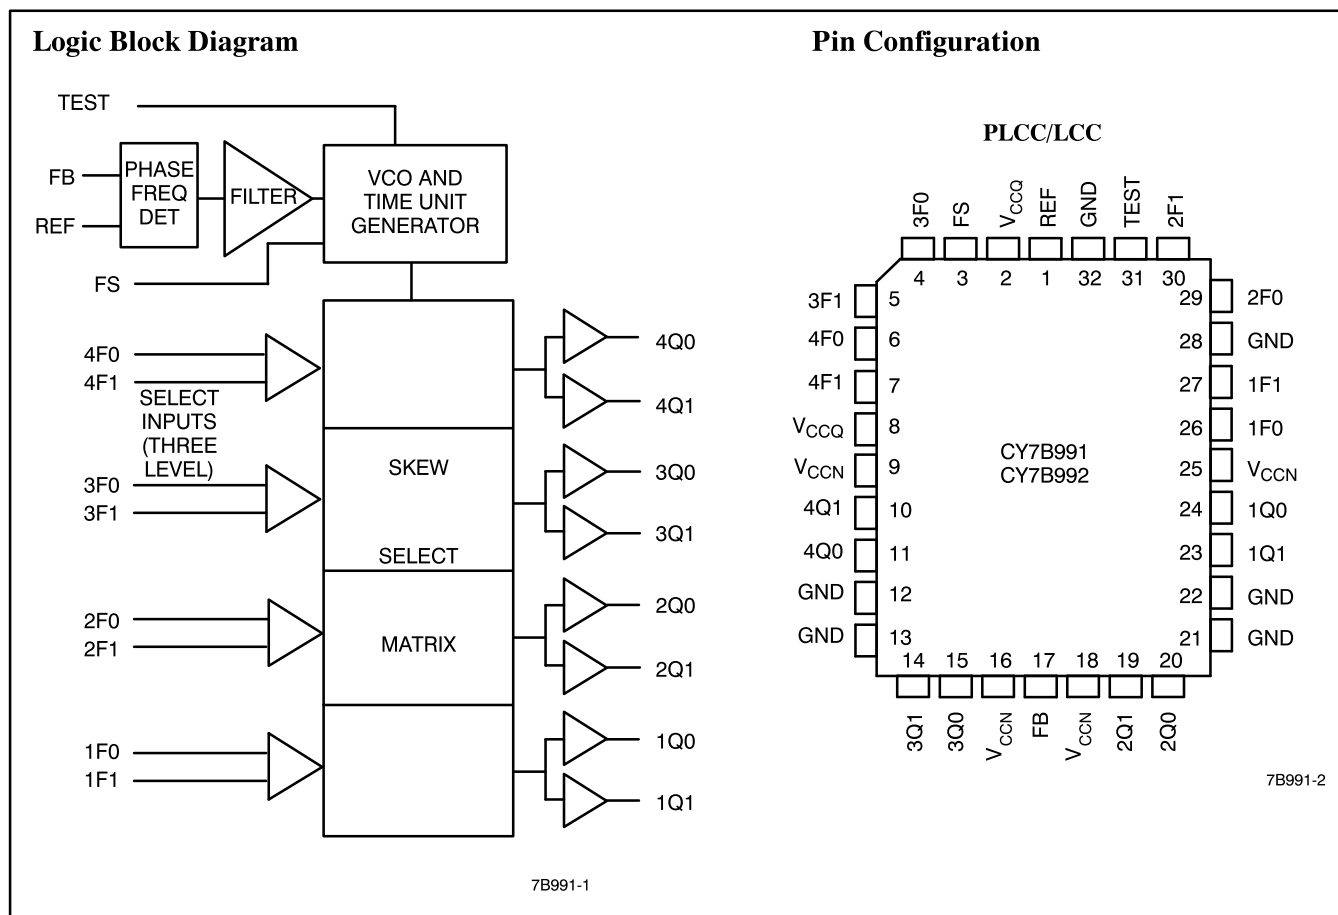 Logic Block Diagram
TEST
FB
REF
PHASE
FREQ
DET
FILTER
VCO AND
TIME UNIT
GENERATOR
FS
4F0
4F1
SELECT
INPUTS
(THREE
LEVEL)
3F0
3F1
2F0
2F1
1F0
1F1
SKEW
SELECT
MATRIX
4Q0
4Q1
3Q0
3Q1
2Q0
2Q1
1Q0
1Q1
7B991-1
Pin Configuration
PLCC/LCC
3F0 FS VCCQ REF GND TEST 2F1
4 3 2 1 32 31 30
3F1 5
4F0 6
4F1 7
VCCQ 8
VCCN 9
4Q1 10
4Q0 11
GND 12
GND 13
CY7B991
CY7B992
29 2F0
28 GND
27 1F1
26 1F0
25 VCCN
24 1Q0
23 1Q1
22 GND
21 GND
14 15 16 17 18 19 20
3Q1 3Q0 VCCN FB VCCN 2Q1 2Q0
7B991-2